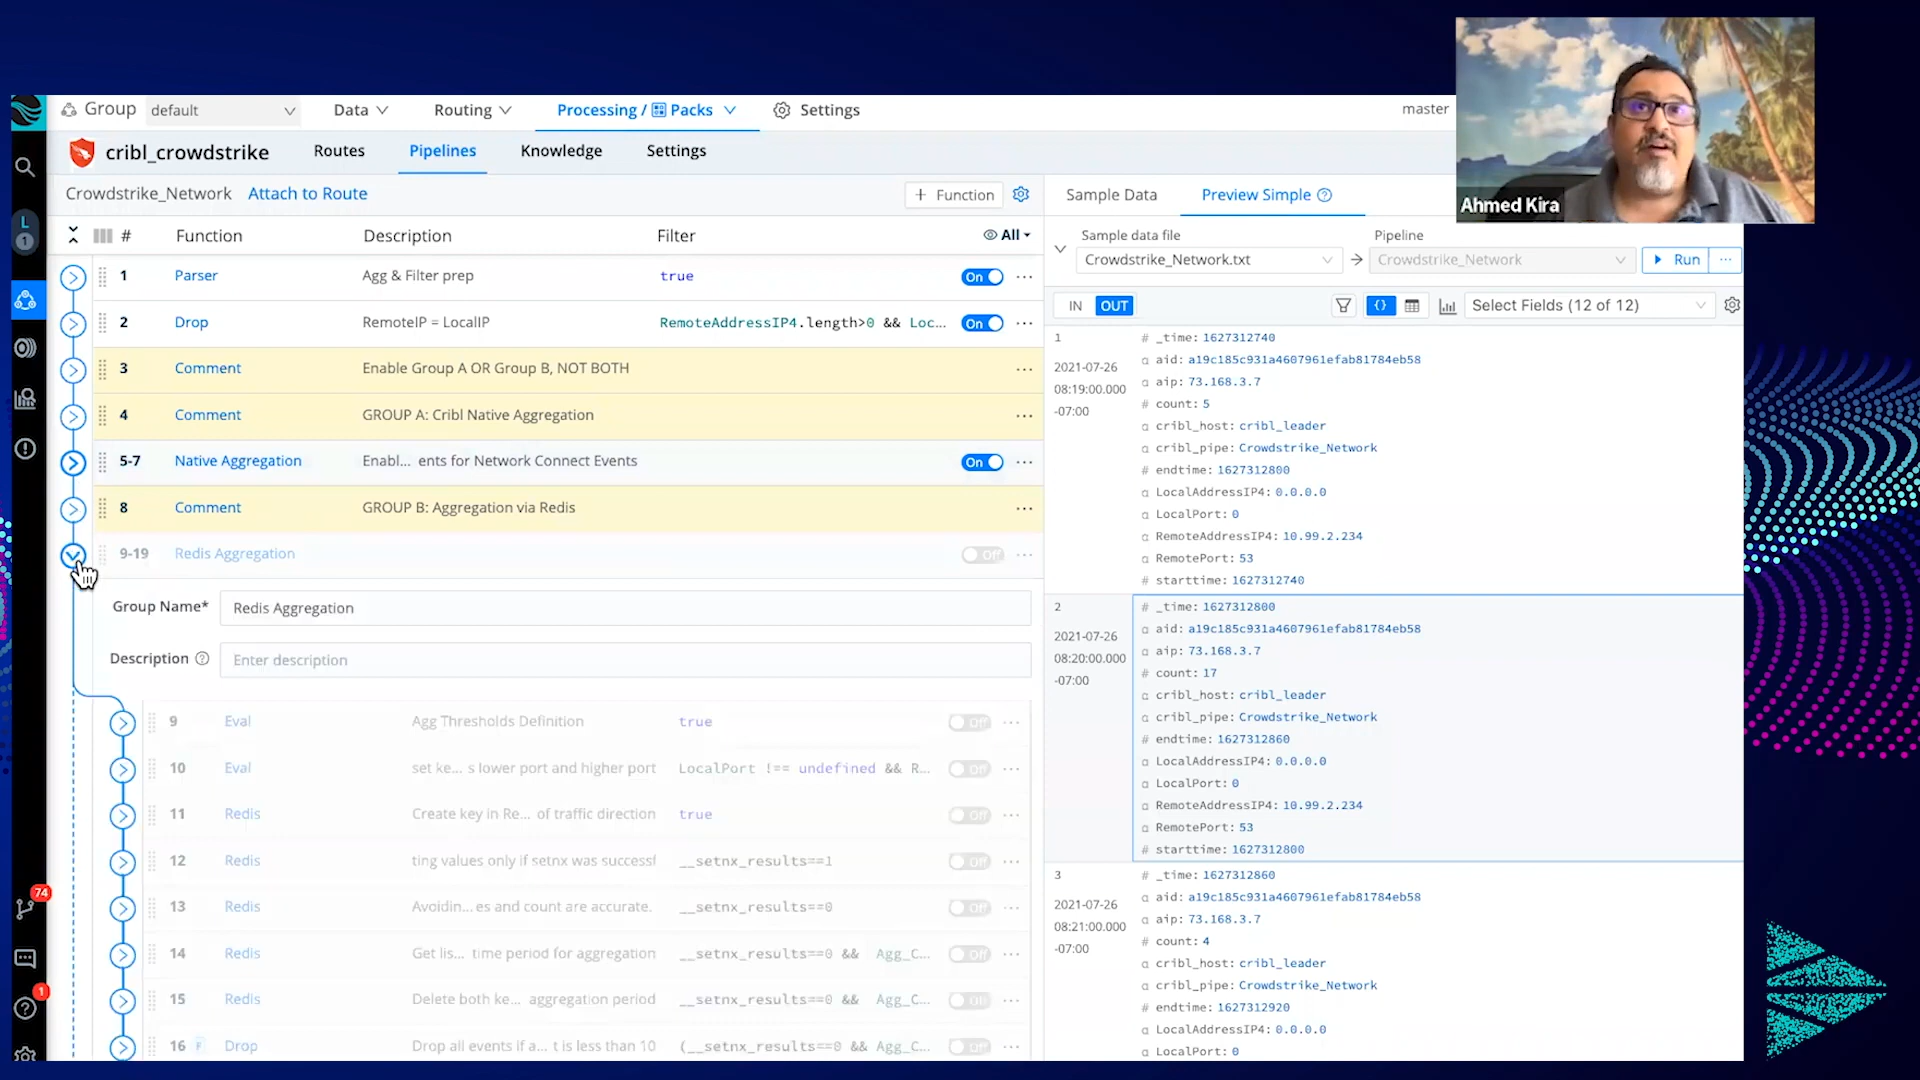 Group default Data Routing Processing / Packs Settings master
cribl_crowdstrike Routes Pipelines Knowledge Settings
Crowdstrike_Network Attach to Route + Function
# Function Description Filter All
1 Parser Agg & Filter prep true On ...
2 Drop RemoteIP = LocalIP RemoteAddressIP4.length>0 && Loc... On ...
3 Comment Enable Group A OR Group B, NOT BOTH ...
4 Comment GROUP A: Cribl Native Aggregation ...
5-7 Native Aggregation Enabl... ents for Network Connect Events On ...
8 Comment GROUP B: Aggregation via Redis ...
9-19 Redis Aggregation Off ...
Group Name* Redis Aggregation
Description Enter description
9 Eval Agg Thresholds Definition true Off ...
10 Eval set ke... s lower port and higher port LocalPort !== undefined && R... Off ...
11 Redis Create key in Re... of traffic direction true Off ...
12 Redis ting values only if setnx was successf __setnx_results==1 Off ...
13 Redis Avoidin... es and count are accurate. __setnx_results==0 Off ...
14 Redis Get lis... time period for aggregation __setnx_results==0 && Agg_C... Off ...
15 Redis Delete both ke... aggregation period __setnx_results==0 && Agg_C... Off ...
16 F Drop Drop all events if a... t is less than 10 (__setnx_results==0 && Agg_C... Off ...
L
1
74
1
Sample Data Preview Simple
Sample data file Pipeline
Crowdstrike_Network.txt Crowdstrike_Network Run ...
IN OUT {} Select Fields (12 of 12)
1
2021-07-26
08:19:00.000
-07:00
# _time: 1627312740
α aid: a19c185c931a4607961efab81784eb58
α aip: 73.168.3.7
# count: 5
α cribl_host: cribl_leader
α cribl_pipe: Crowdstrike_Network
# endtime: 1627312800
α LocalAddressIP4: 0.0.0.0
α LocalPort: 0
α RemoteAddressIP4: 10.99.2.234
α RemotePort: 53
# starttime: 1627312740
2
2021-07-26
08:20:00.000
-07:00
# _time: 1627312800
α aid: a19c185c931a4607961efab81784eb58
α aip: 73.168.3.7
# count: 17
α cribl_host: cribl_leader
α cribl_pipe: Crowdstrike_Network
# endtime: 1627312860
α LocalAddressIP4: 0.0.0.0
α LocalPort: 0
α RemoteAddressIP4: 10.99.2.234
α RemotePort: 53
# starttime: 1627312800
3
2021-07-26
08:21:00.000
-07:00
# _time: 1627312860
α aid: a19c185c931a4607961efab81784eb58
α aip: 73.168.3.7
# count: 4
α cribl_host: cribl_leader
α cribl_pipe: Crowdstrike_Network
# endtime: 1627312920
α LocalAddressIP4: 0.0.0.0
α LocalPort: 0
Ahmed Kira